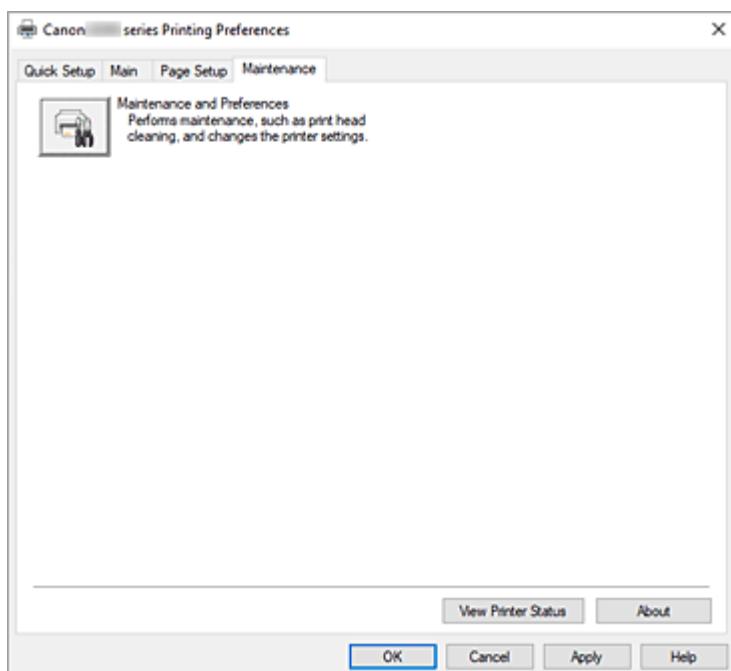 Canon series Printing Preferences
Quick Setup Main Page Setup Maintenance
Maintenance and Preferences
Performs maintenance, such as print head
cleaning, and changes the printer settings.
View Printer Status About
OK Cancel Apply Help